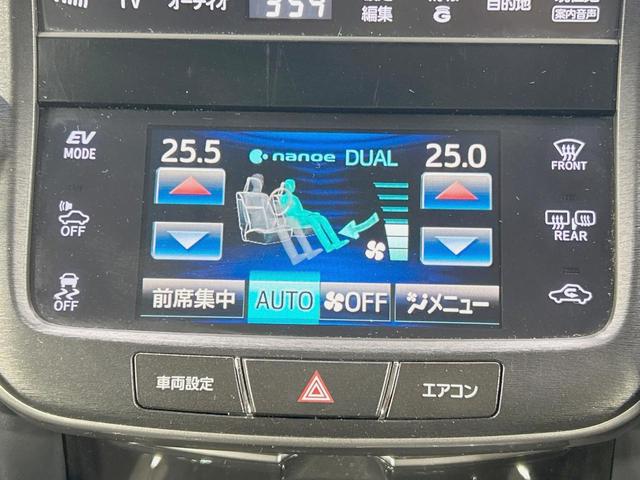 TV オーディオ 3:59 編集 G 目的地 案内音声
EV MODE
25.5 nanoe DUAL 25.0
FRONT
OFF
REAR
OFF
前席集中 AUTO OFF メニュー
車両設定 エアコン